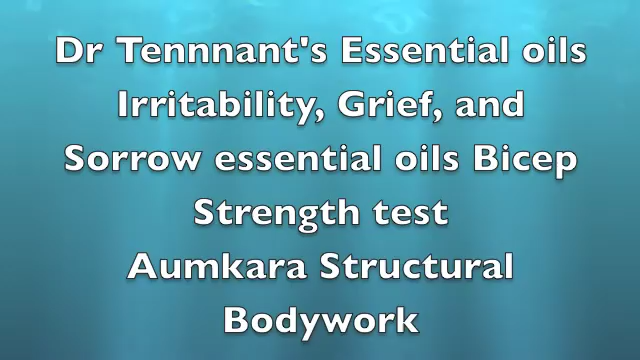 Dr Tennnant's Essential oils
Irritability, Grief, and
Sorrow essential oils Bicep
Strength test
Aumkara Structural
Bodywork